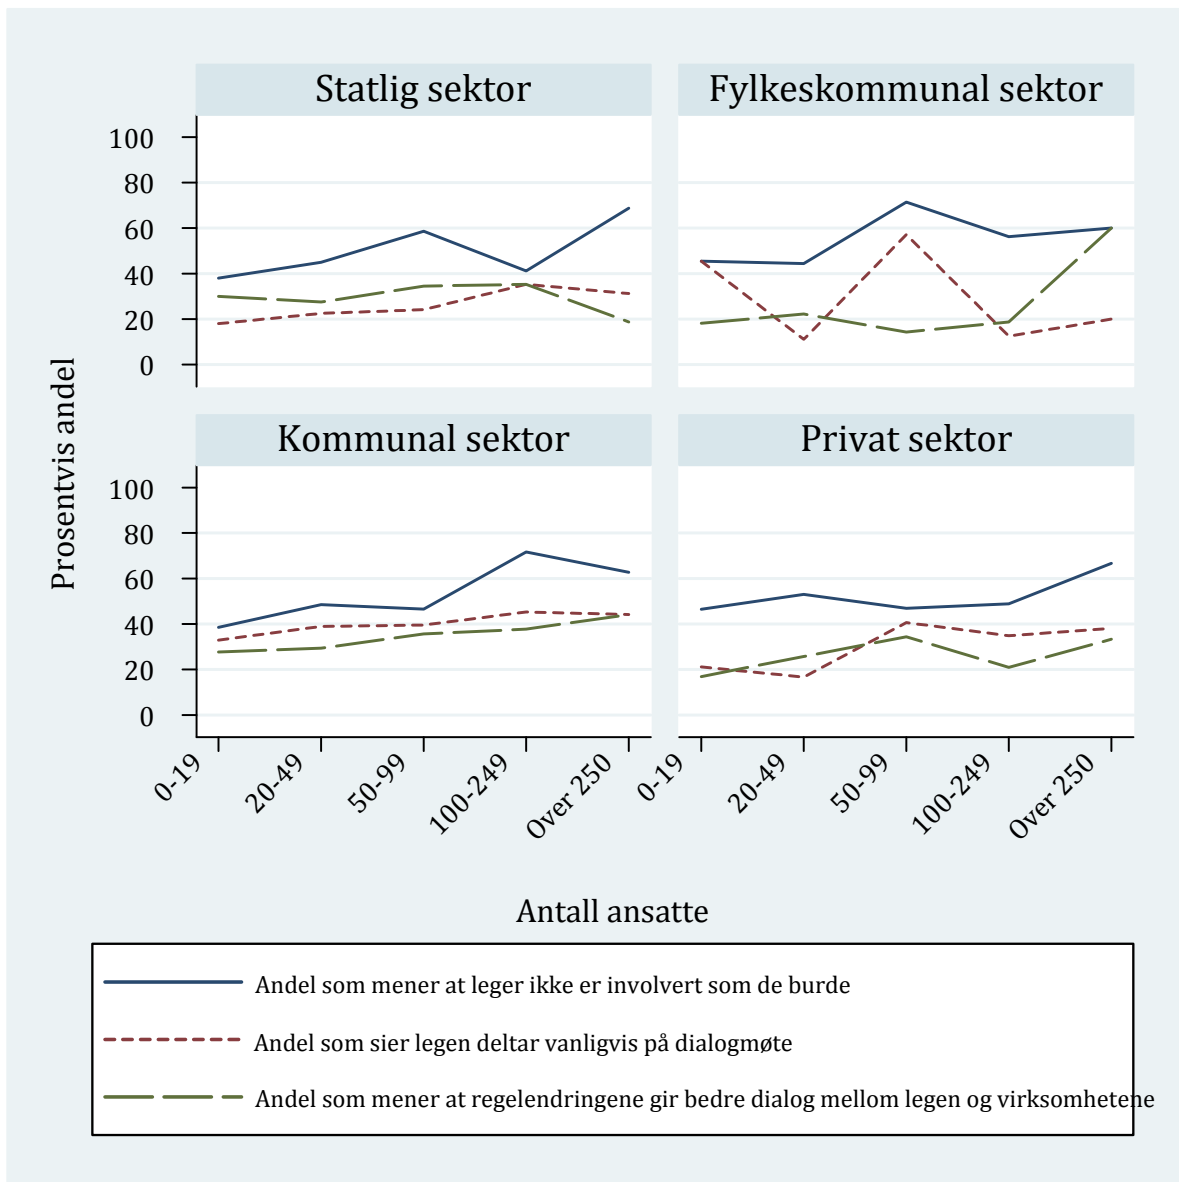 Statlig sektor
Fylkeskommunal sektor
100
80
60
40
20
0
Prosentvis andel
Kommunal sektor
Privat sektor
100
80
60
40
20
0
0-19
20-49
50-99
100-249
Over 250
0-19
20-49
50-99
100-249
Over 250
Antall ansatte
Andel som mener at leger ikke er involvert som de burde
Andel som sier legen deltar vanligvis på dialogmøte
Andel som mener at regelendringene gir bedre dialog mellom legen og virksomhetene